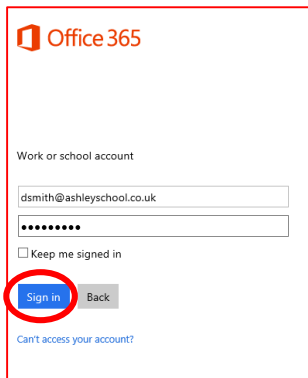 Office 365
Work or school account
dsmith@ashleyschool.co.uk
•••••••••
Keep me signed in
Sign in Back
Can't access your account?